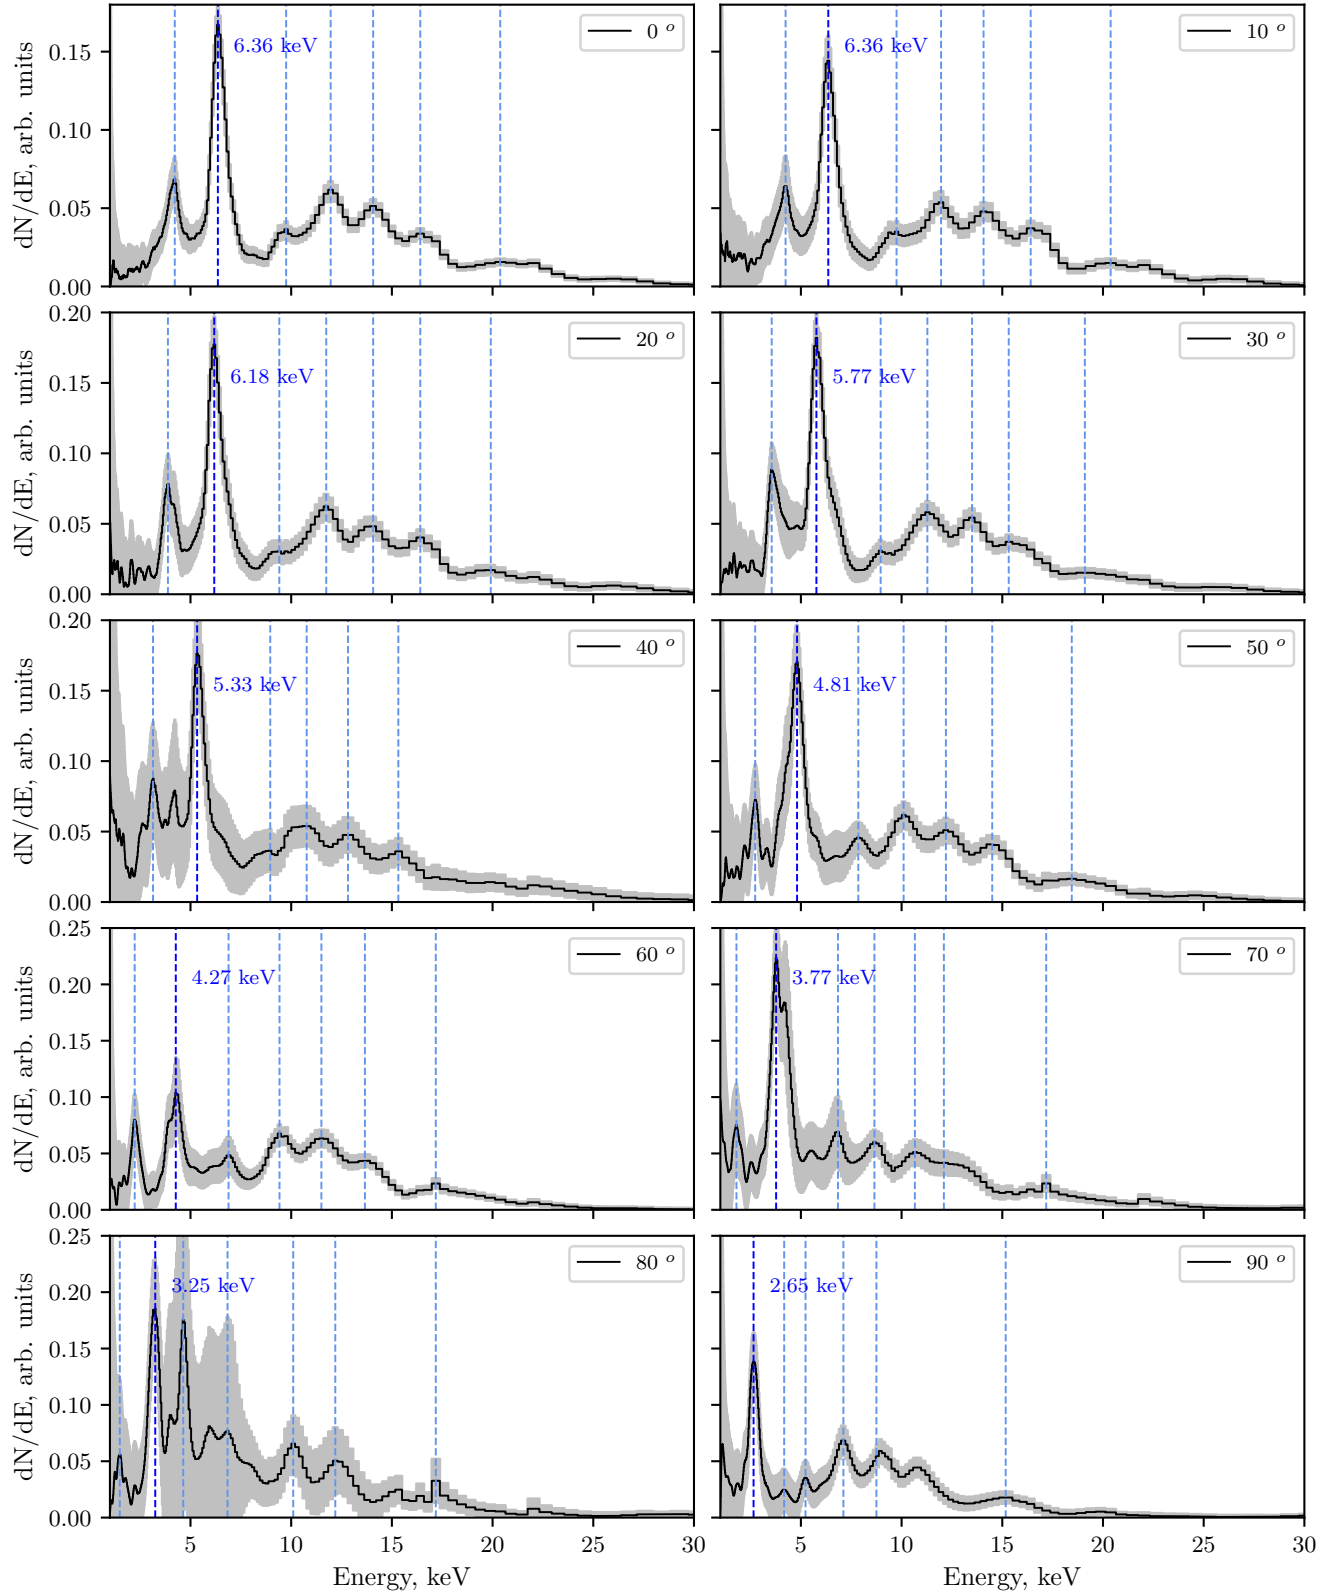 dN/dE, arb. units
0.15
0.10
0.05
0.00
6.36 keV
0 o
6.36 keV
10 o
dN/dE, arb. units
0.20
0.15
0.10
0.05
0.00
6.18 keV
20 o
5.77 keV
30 o
dN/dE, arb. units
0.20
0.15
0.10
0.05
0.00
5.33 keV
40 o
4.81 keV
50 o
dN/dE, arb. units
0.25
0.20
0.15
0.10
0.05
0.00
4.27 keV
60 o
3.77 keV
70 o
dN/dE, arb. units
0.25
0.20
0.15
0.10
0.05
0.00
3.25 keV
80 o
2.65 keV
90 o
5 10 15 20 25 30
5 10 15 20 25 30
Energy, keV
Energy, keV